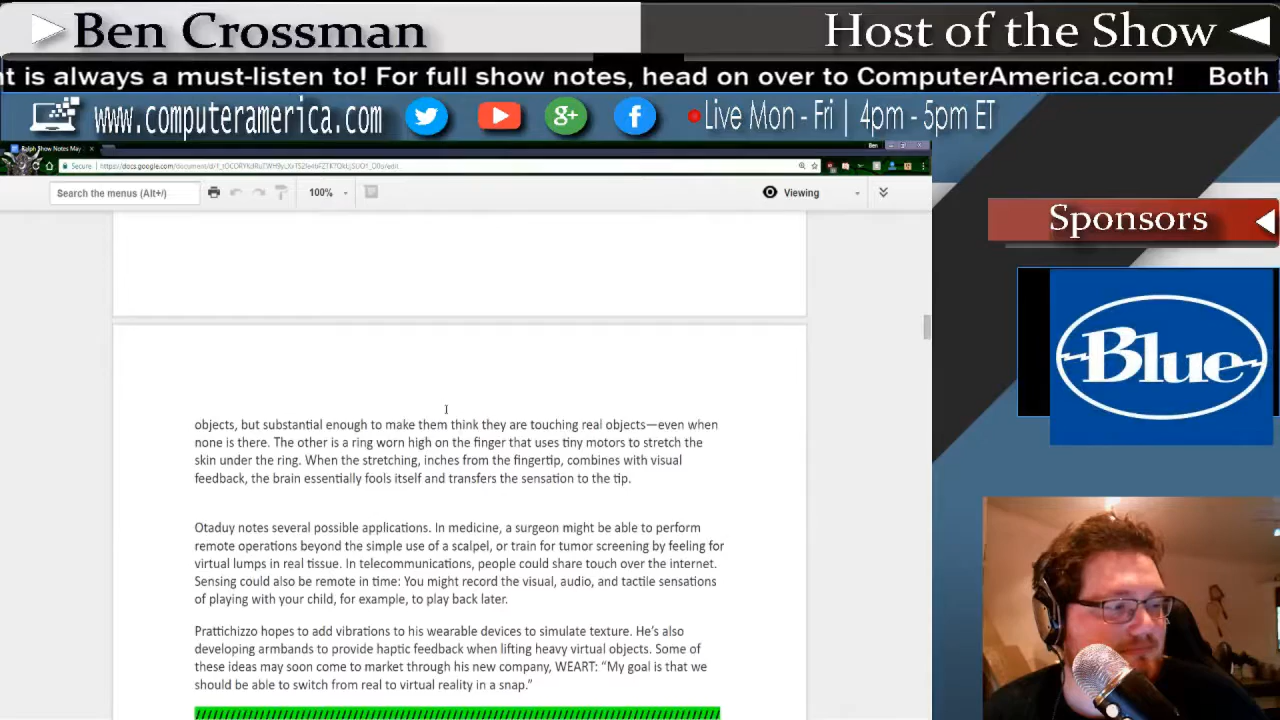 Ben Crossman
Host of the Show
nt is always a must-listen to! For full show notes, head on over to ComputerAmerica.com!   Both
www.computeramerica.com
g+
f
Live Mon - Fri | 4pm - 5pm ET
Ralph Show Notes May
Ben
Secure
Search the menus (Alt+/)
100%
Viewing
Sponsors
Blue
objects, but substantial enough to make them think they are touching real objects—even when
none is there. The other is a ring worn high on the finger that uses tiny motors to stretch the
skin under the ring. When the stretching, inches from the fingertip, combines with visual
feedback, the brain essentially fools itself and transfers the sensation to the tip.
Otaduy notes several possible applications. In medicine, a surgeon might be able to perform
remote operations beyond the simple use of a scalpel, or train for tumor screening by feeling for
virtual lumps in real tissue. In telecommunications, people could share touch over the internet.
Sensing could also be remote in time: You might record the visual, audio, and tactile sensations
of playing with your child, for example, to play back later.
Prattichizzo hopes to add vibrations to his wearable devices to simulate texture. He’s also
developing armbands to provide haptic feedback when lifting heavy virtual objects. Some of
these ideas may soon come to market through his new company, WEART: “My goal is that we
should be able to switch from real to virtual reality in a snap.”